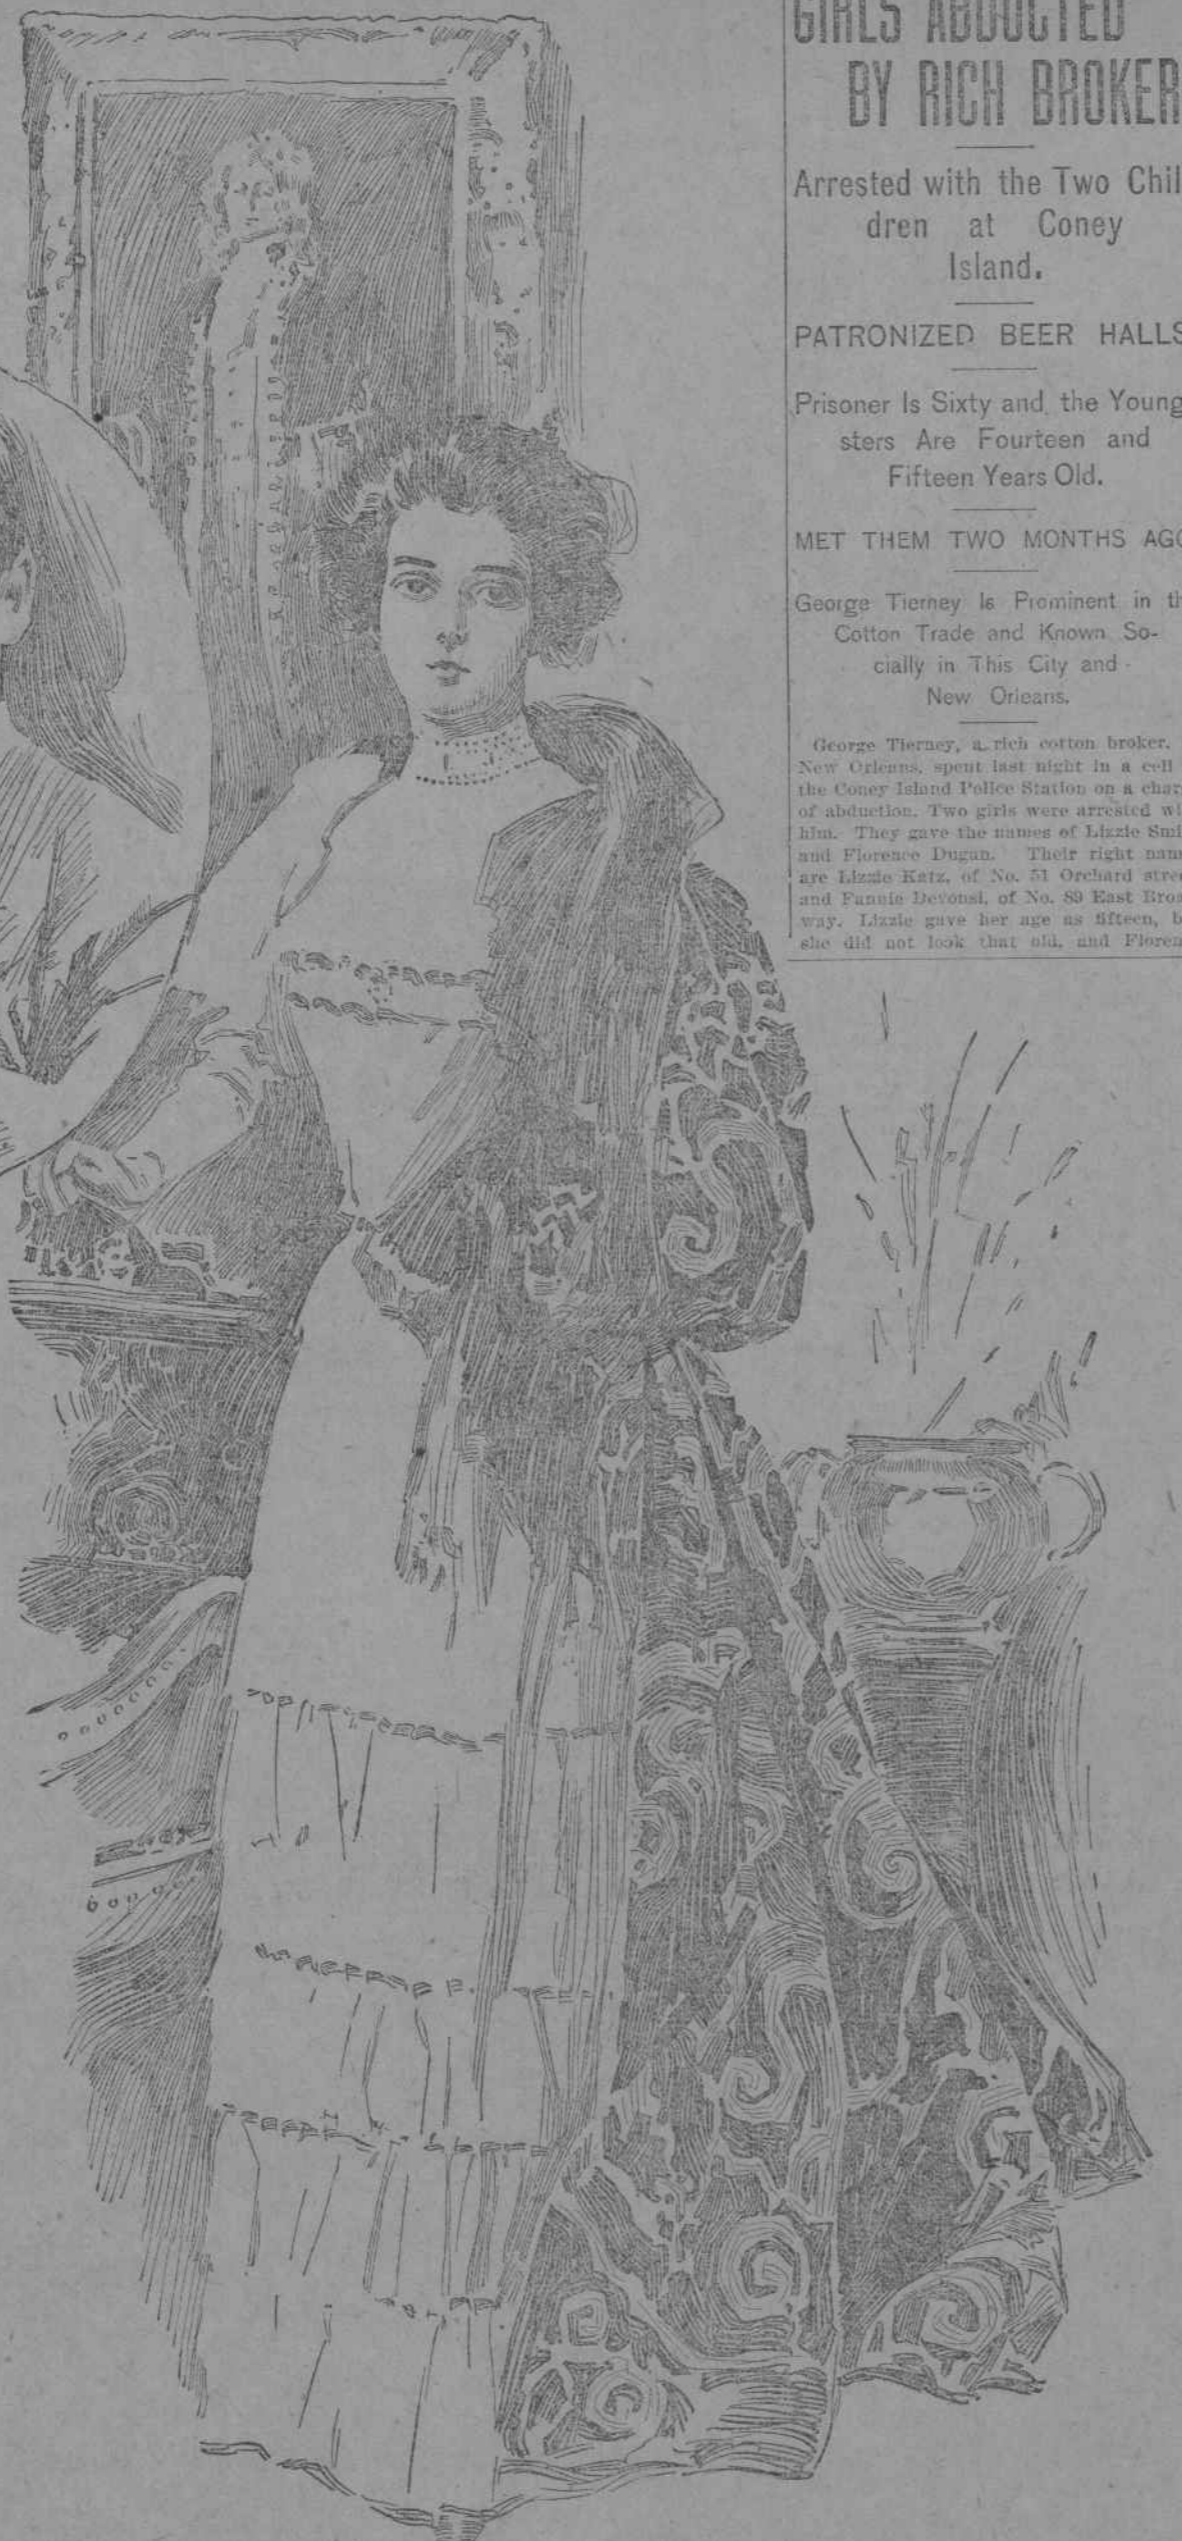 GIRLS ABDUCTED
BY RICH BROKER
Arrested with the Two Chil
dren at Coney
Island.
PATRONIZED BEER HALLS
Prisoner Is Sixty and the Young
sters Are Fourteen and
Fifteen Years Old.
MET THEM TWO MONTHS AGO
George Tierney Is Prominent in th
Cotton Trade and Known So-
cially in This City and
New Orleans.
George Tierney, a rich cotton broker.
New Orleans, spent last night in a cell
the Coney Island Police Station on a char
of abduction. Two girls were arrested wi
him. They gave the names of Lizzie Smi
and Florence Dugan. Their right nam
are Lizzie Katz, of No. 51 Orchard stre
and Fannie Devonsi, of No. 89 East Broa
way. Lizzie gave her age as fifteen, b
she did not look that old, and Floren